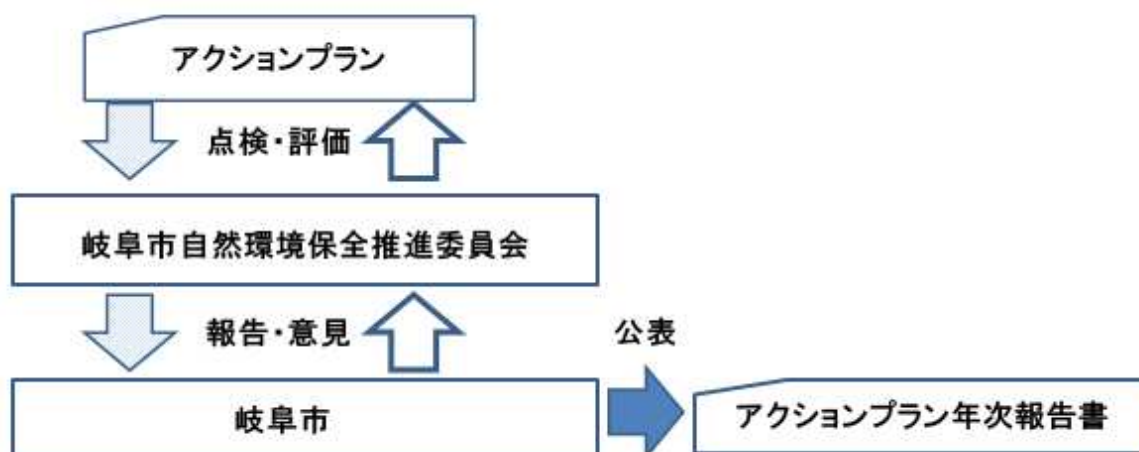 アクションプラン
点検・評価
岐阜市自然環境保全推進委員会
報告・意見
公表
岐阜市
アクションプラン年次報告書